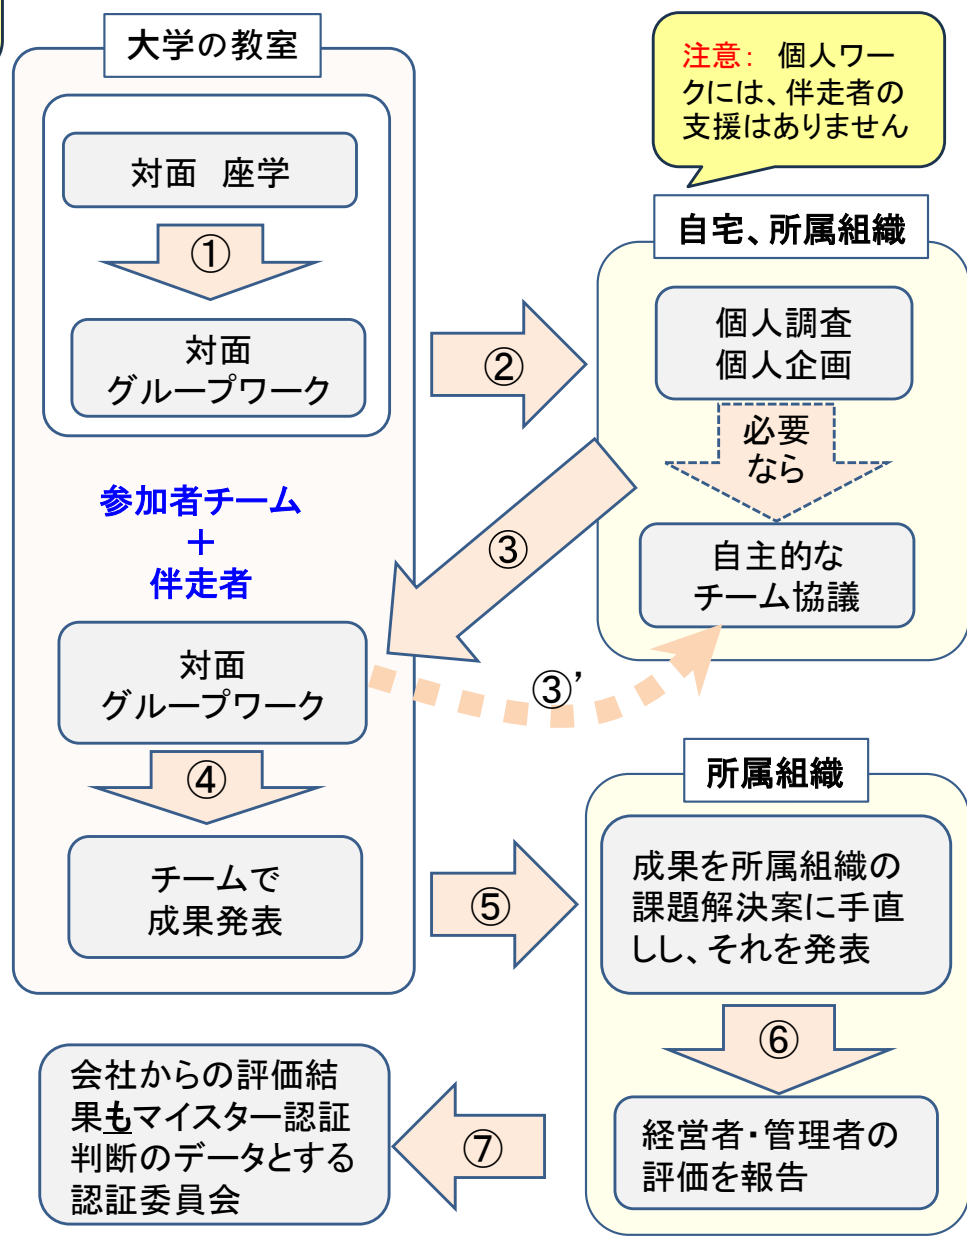 大学の教室
対面　座学
①
対面
グループワーク
参加者チーム
＋
伴走者
対面
グループワーク
④
チームで
成果発表
②
③
③’
⑤
注意：　個人ワー
クには、伴走者の
支援はありません
自宅、所属組織
個人調査
個人企画
必要
なら
自主的な
チーム協議
所属組織
成果を所属組織の
課題解決案に手直
しし、それを発表
⑥
経営者・管理者の
評価を報告
⑦
会社からの評価結
果もマイスター認証
判断のデータとする
認証委員会